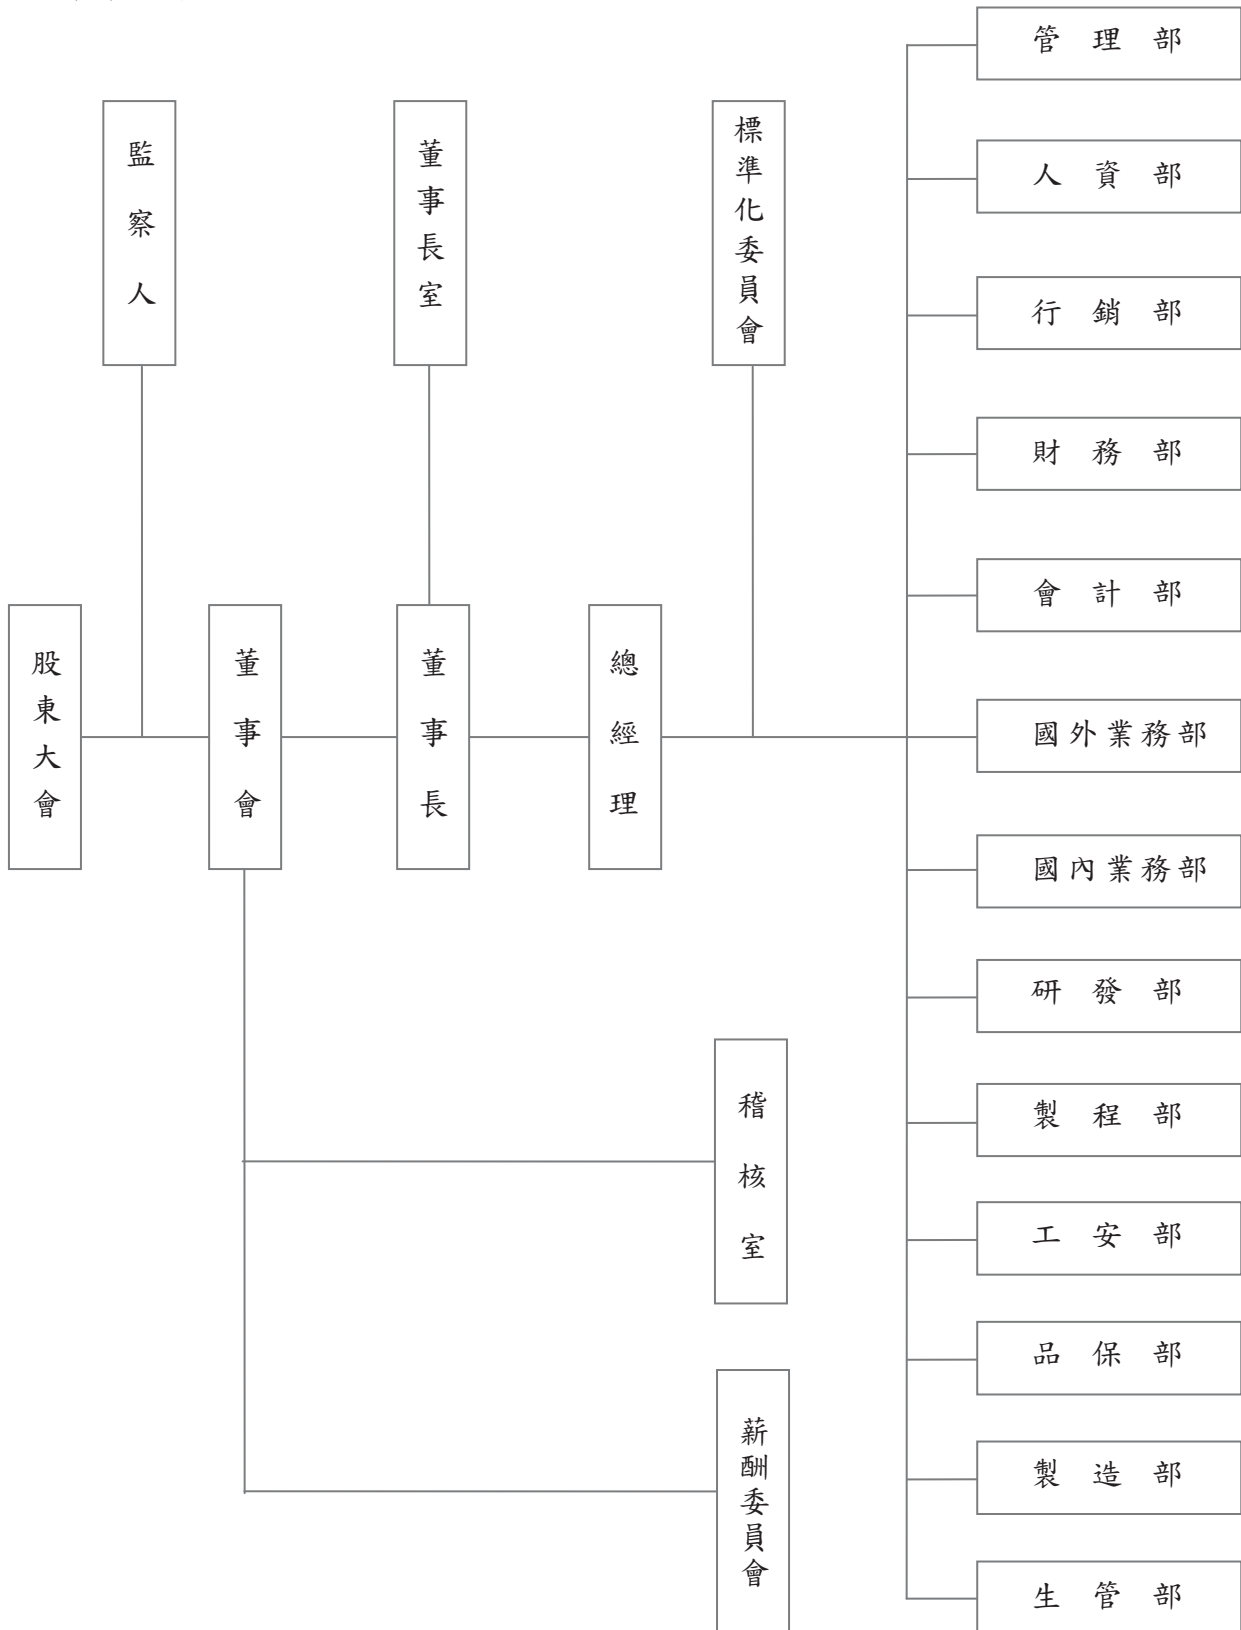 管理部
監察人
董事長室
標準化委員會
人資部
行銷部
財務部
會計部
股東大會
董事會
董事長
總經理
國外業務部
國內業務部
研發部
稽核室
製程部
工安部
品保部
薪酬委員會
製造部
生管部